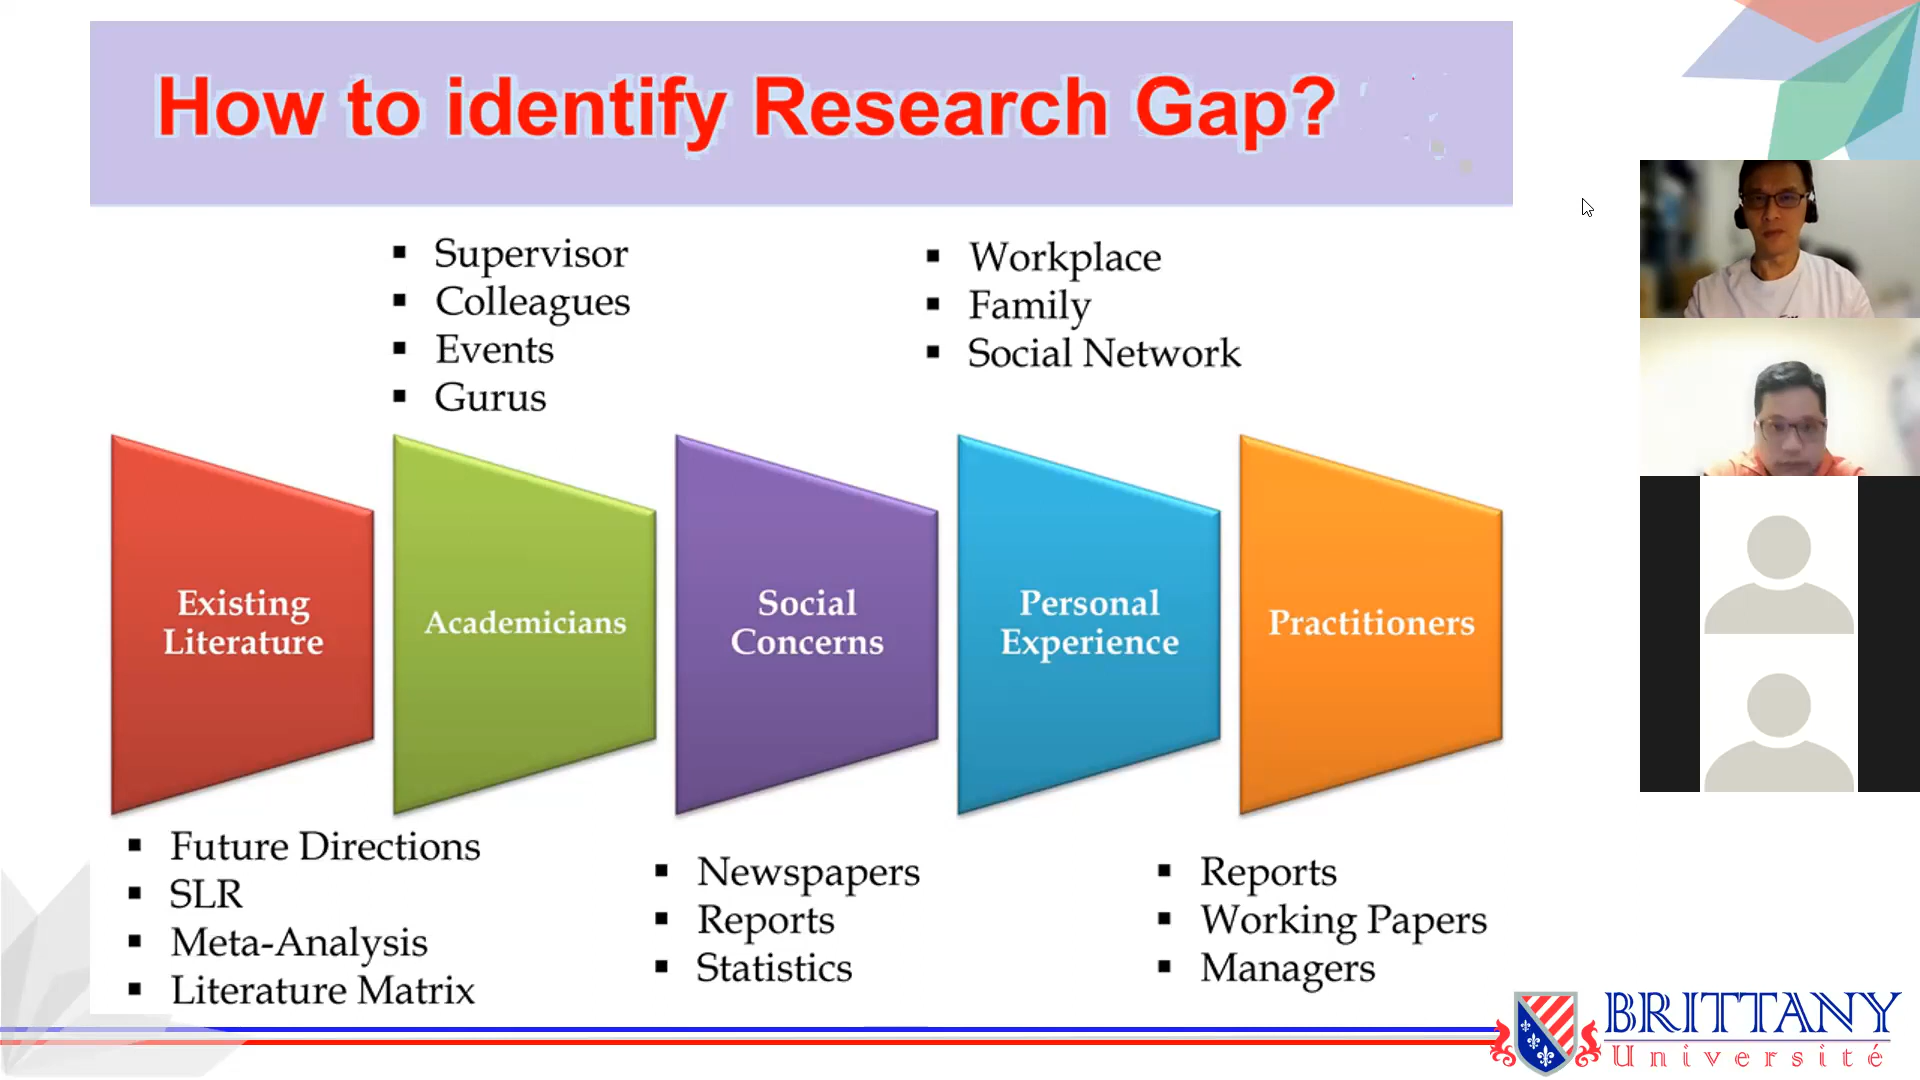 How to identify Research Gap?
▪ Supervisor
▪ Colleagues
▪ Events
▪ Gurus
▪ Workplace
▪ Family
▪ Social Network
Existing
Literature
Academicians
Social
Concerns
Personal
Experience
Practitioners
▪ Future Directions
▪ SLR
▪ Meta-Analysis
▪ Literature Matrix
▪ Newspapers
▪ Reports
▪ Statistics
▪ Reports
▪ Working Papers
▪ Managers
BRITTANY
Université